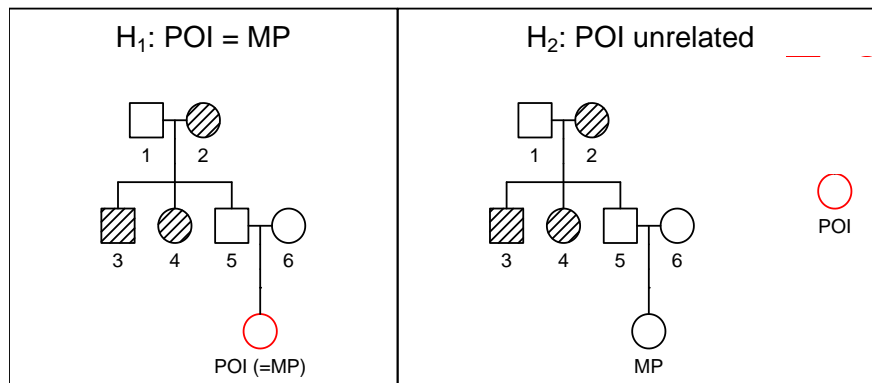 H₁: POI = MP
1 2
3 4 5 6
POI (=MP)
H₂: POI unrelated
1 2
3 4 5 6
MP
POI